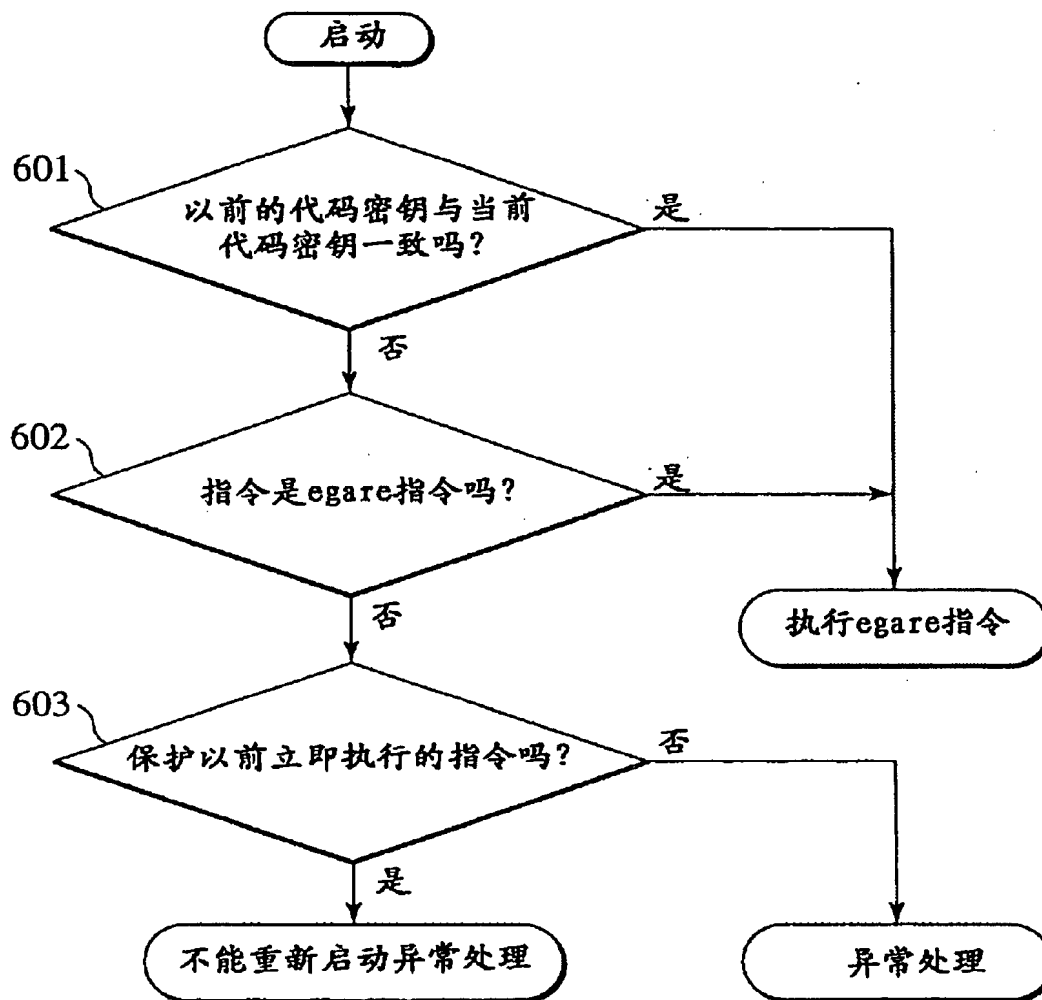 启动
601
以前的代码密钥与当前
代码密钥一致吗?
是
否
602
指令是egare指令吗?
是
否
执行egare指令
603
保护以前立即执行的指令吗?
否
是
不能重新启动异常处理
异常处理